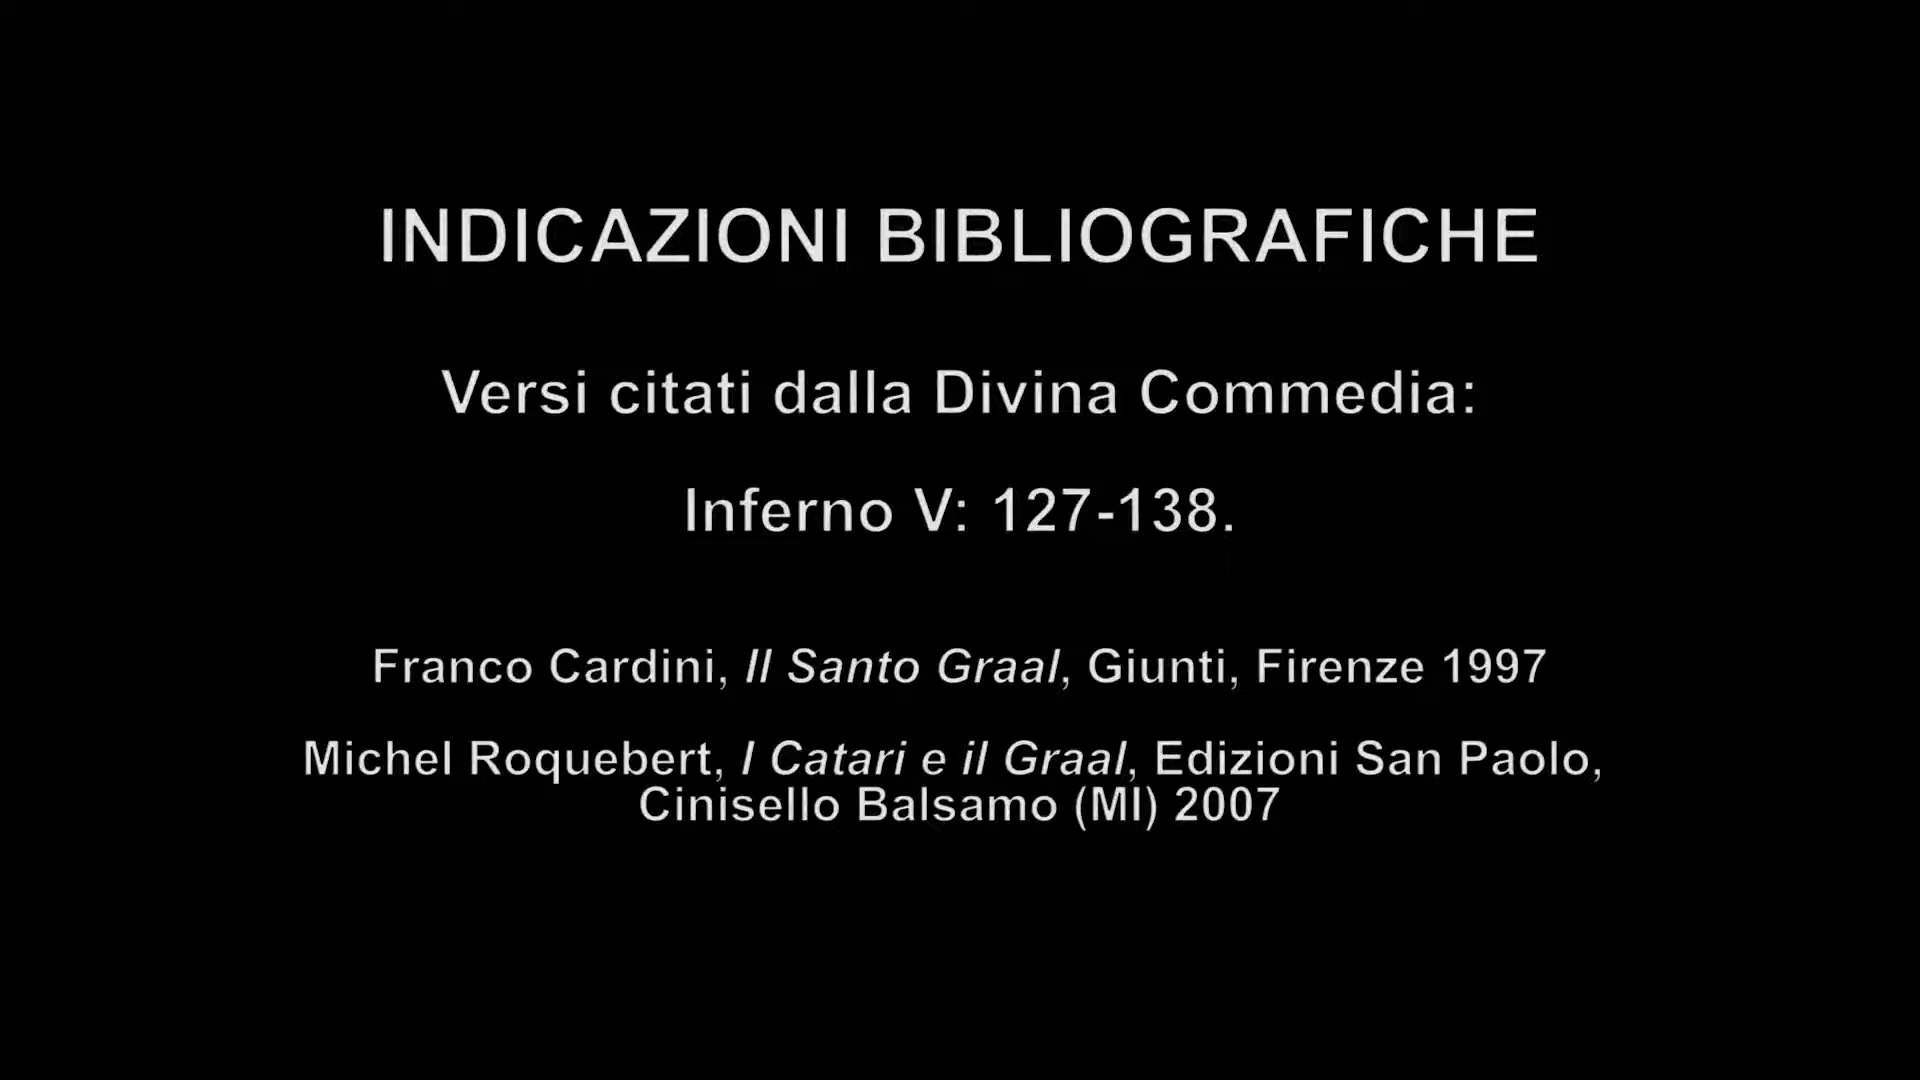 INDICAZIONI BIBLIOGRAFICHE
Versi citati dalla Divina Commedia:
Inferno V: 127-138.
Franco Cardini, Il Santo Graal, Giunti, Firenze 1997
Michel Roquebert, I Catari e il Graal, Edizioni San Paolo,
Cinisello Balsamo (MI) 2007